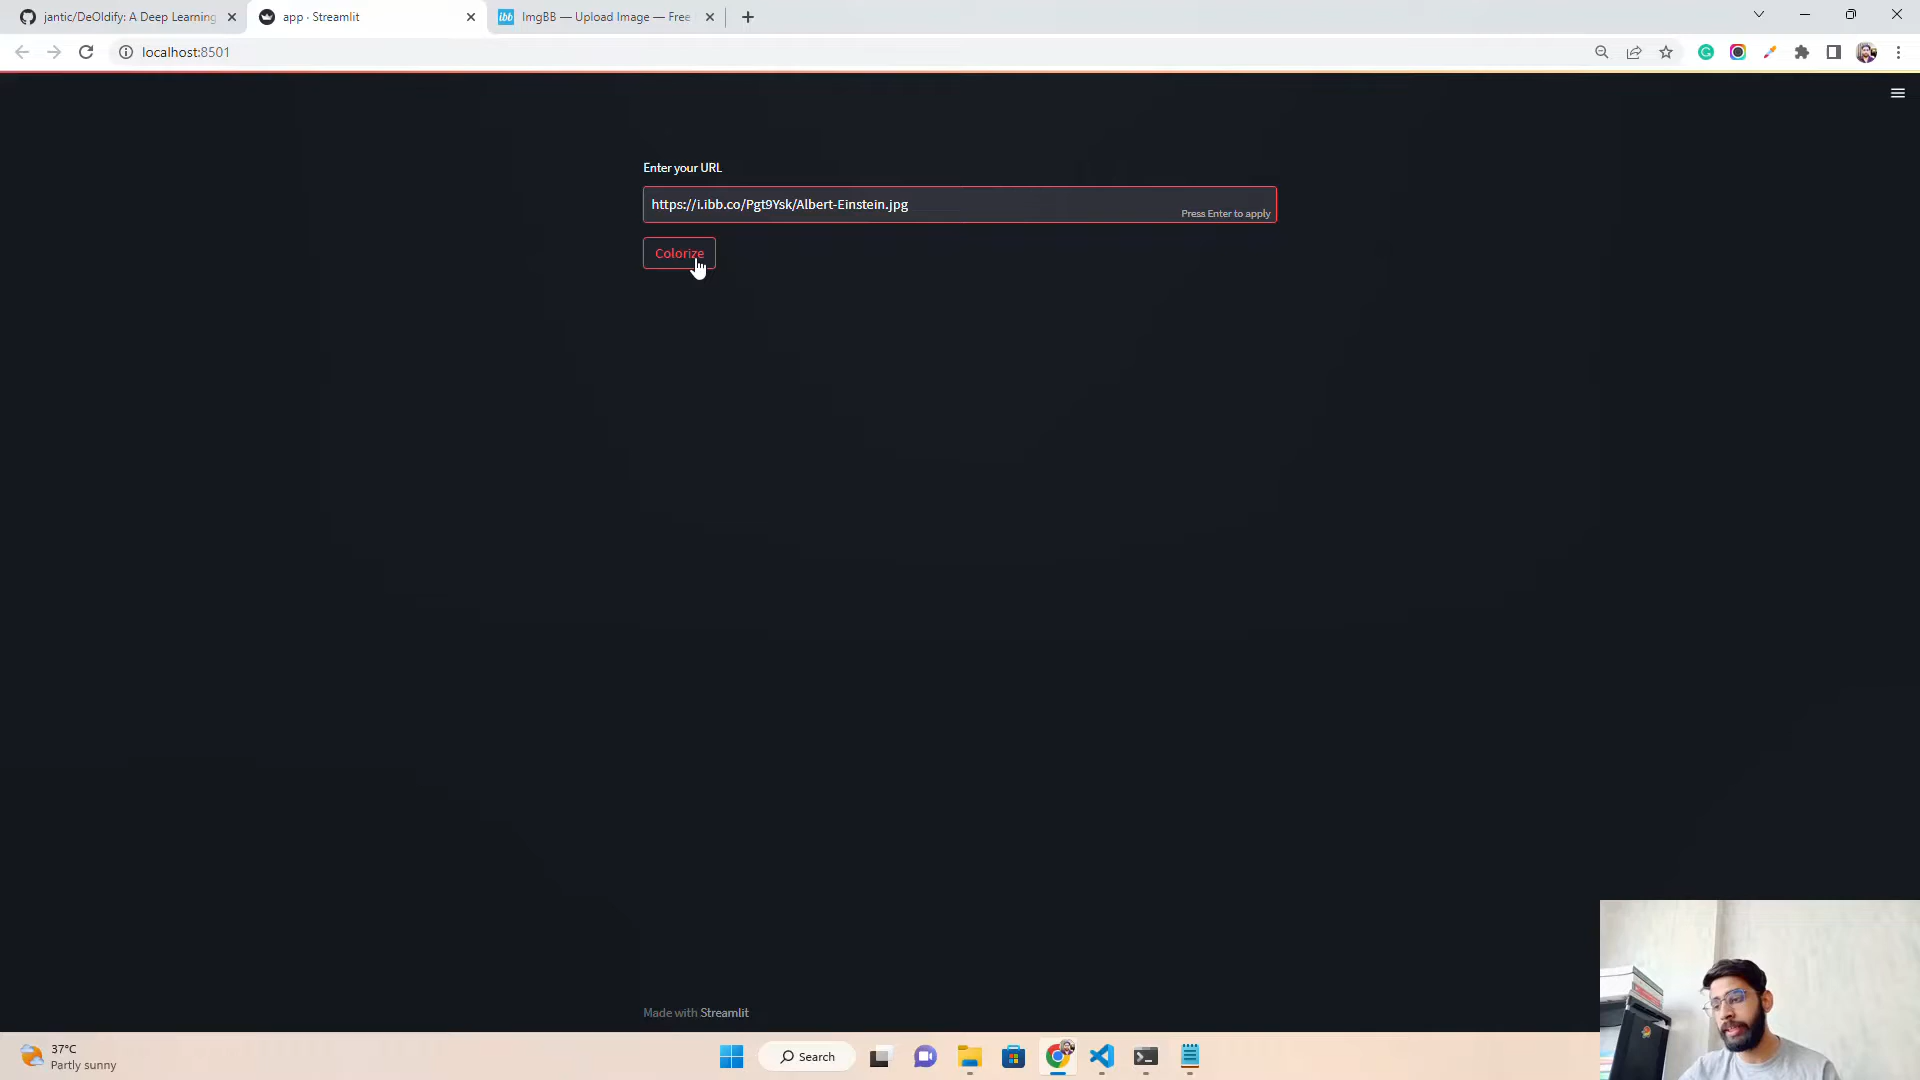 jantic/DeOldify: A Deep Learning
app · Streamlit
ibb
ImgBB — Upload Image — Free
localhost:8501
Enter your URL
https://i.ibb.co/Pgt9Ysk/Albert-Einstein.jpg
Press Enter to apply
Colorize
Made with Streamlit
37°C
Partly sunny
Search